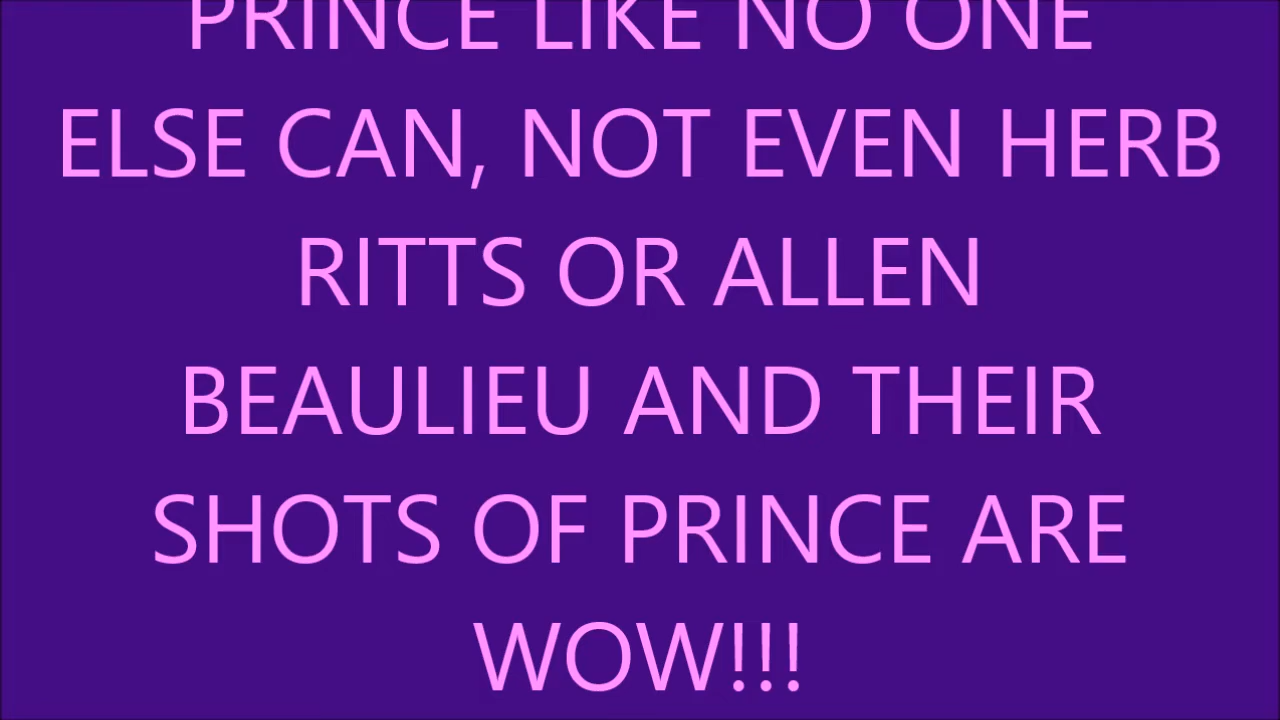 PRINCE LIKE NO ONE
ELSE CAN, NOT EVEN HERB
RITTS OR ALLEN
BEAULIEU AND THEIR
SHOTS OF PRINCE ARE
WOW!!!